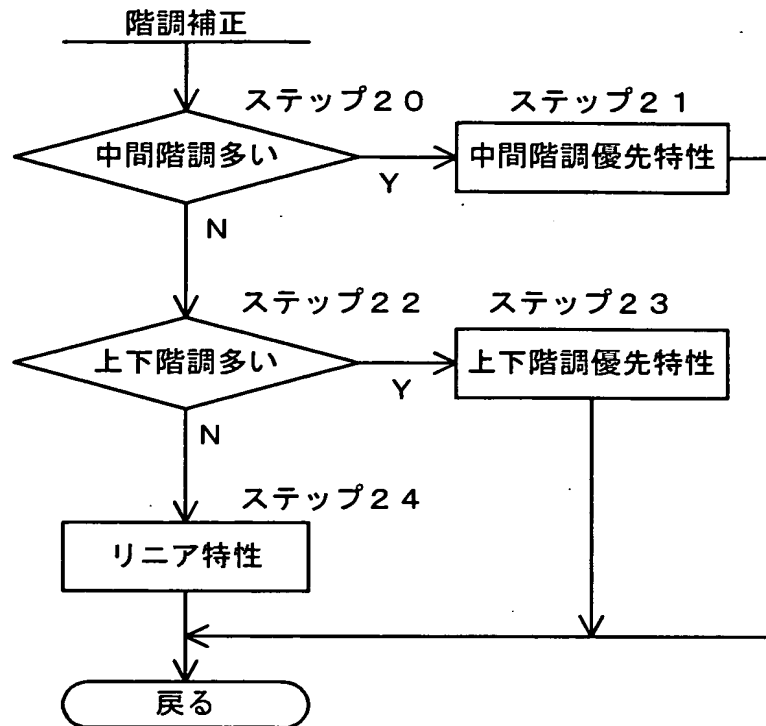 階調補正
ステップ20
ステップ21
中間階調多い
中間階調優先特性
Y
N
ステップ22
ステップ23
上下階調多い
上下階調優先特性
Y
N
ステップ24
リニア特性
戻る